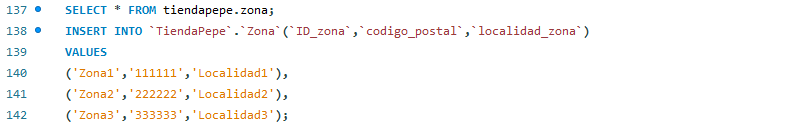 137 SELECT * FROM tiendapepe.zona;
138 INSERT INTO `TiendaPepe`.`Zona`(`ID_zona`,`codigo_postal`,`localidad_zona`)
139 VALUES
140 ('Zona1','111111','Localidad1'),
141 ('Zona2','222222','Localidad2'),
142 ('Zona3','333333','Localidad3');